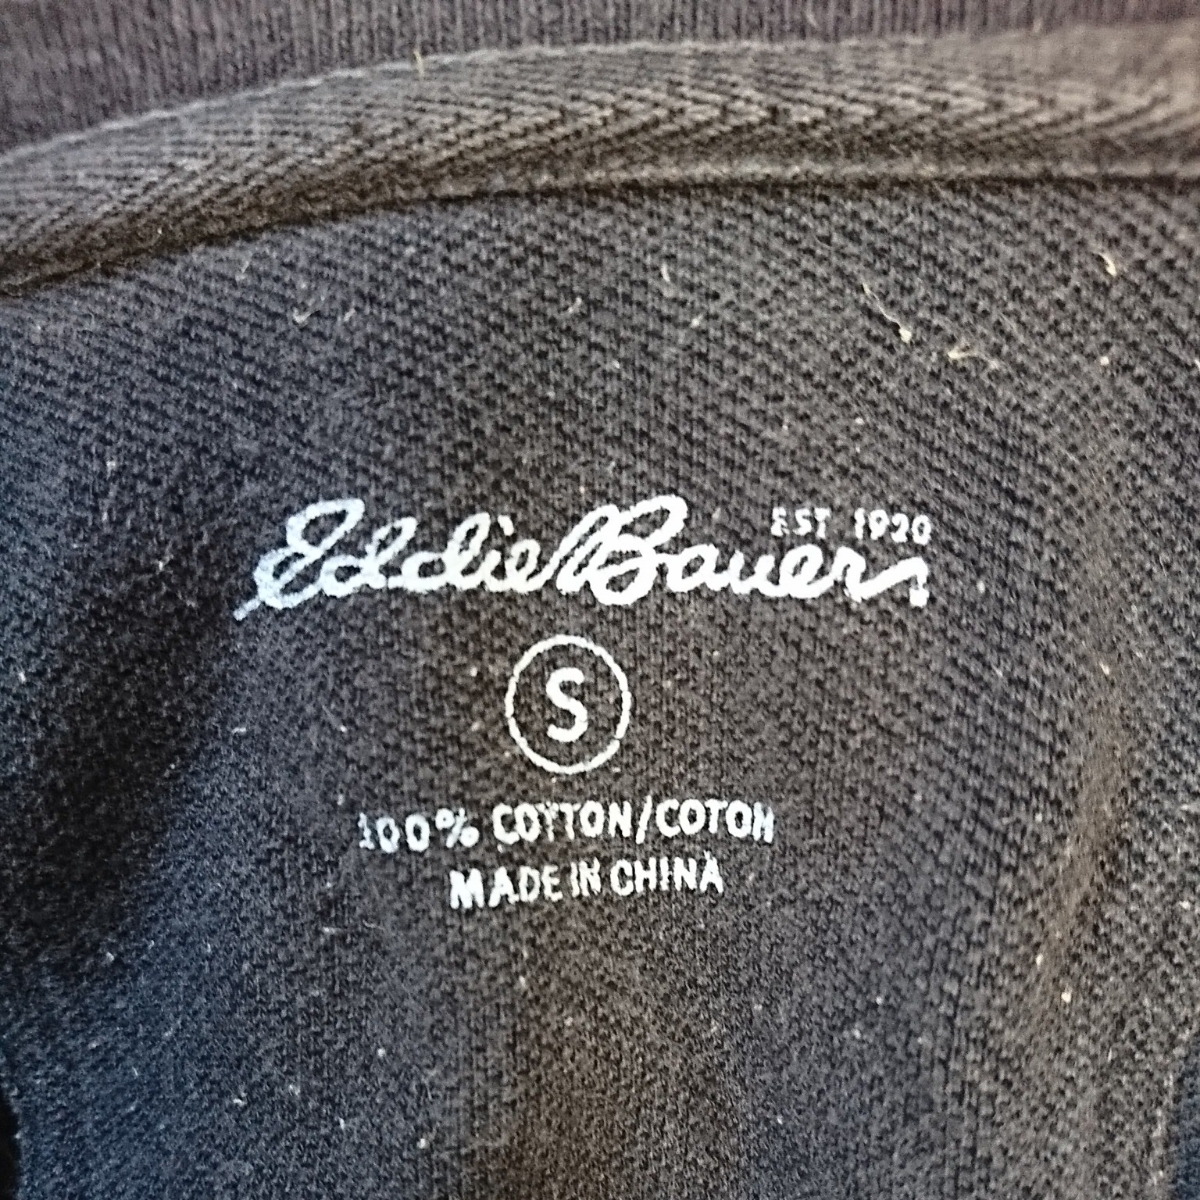 Eddie Bauer
EST 1920
S
100% COTTON/COTON
MADE IN CHINA